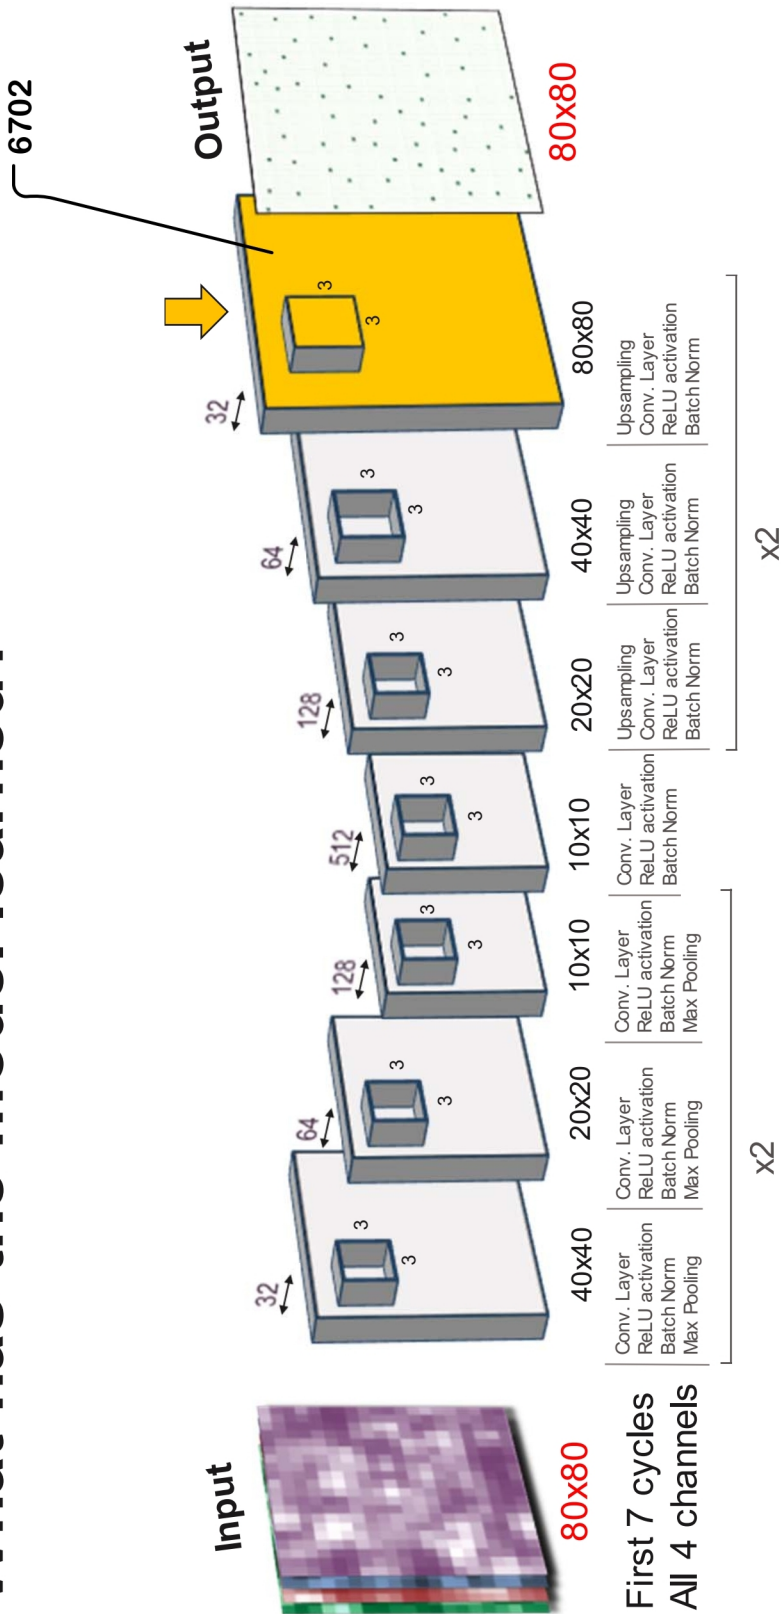 6702
Input
Output
32
64
128
512
128
64
32
3
3
3
3
3
3
3
3
3
3
3
3
3
3
80x80
40x40
20x20
10x10
10x10
20x20
40x40
80x80
80x80
First 7 cycles
All 4 channels
Conv. Layer
ReLU activation
Batch Norm
Max Pooling
Conv. Layer
ReLU activation
Batch Norm
Max Pooling
Conv. Layer
ReLU activation
Batch Norm
Max Pooling
Conv. Layer
ReLU activation
Batch Norm
Upsampling
Conv. Layer
ReLU activation
Batch Norm
Upsampling
Conv. Layer
ReLU activation
Batch Norm
Upsampling
Conv. Layer
ReLU activation
Batch Norm
x2
x2